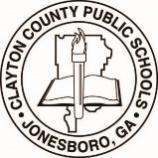 CLAYTON COUNTY PUBLIC SCHOOLS
• JONESBORO, GA •